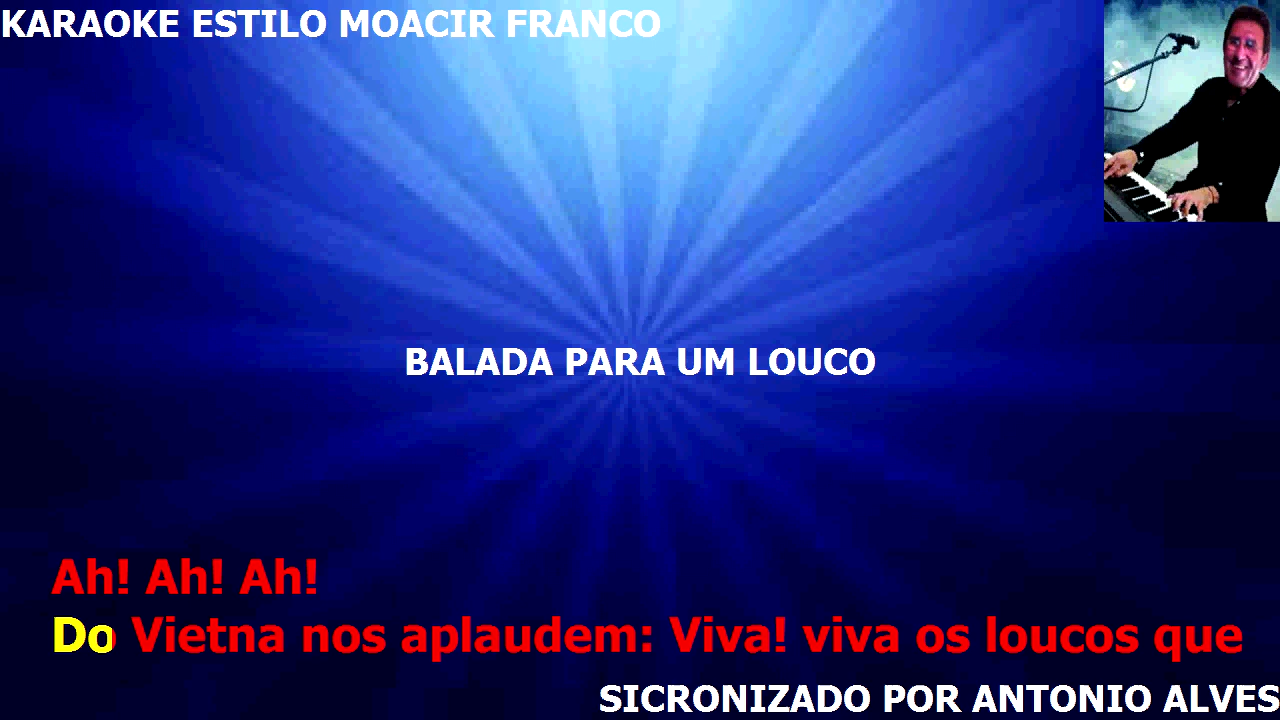 KARAOKE ESTILO MOACIR FRANCO
BALADA PARA UM LOUCO
Ah! Ah! Ah!
Do Vietna nos aplaudem: Viva! viva os loucos que
SICRONIZADO POR ANTONIO ALVES